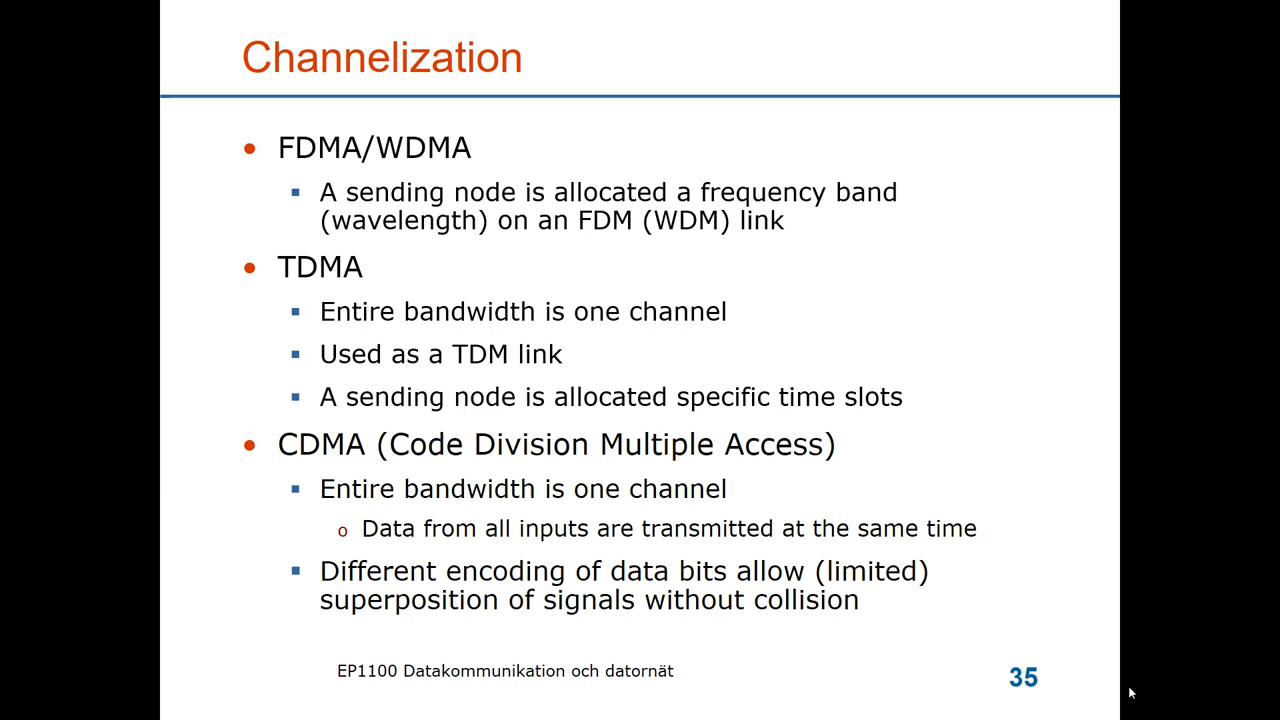 Channelization
• FDMA/WDMA
▪ A sending node is allocated a frequency band
(wavelength) on an FDM (WDM) link
• TDMA
▪ Entire bandwidth is one channel
▪ Used as a TDM link
▪ A sending node is allocated specific time slots
• CDMA (Code Division Multiple Access)
▪ Entire bandwidth is one channel
o Data from all inputs are transmitted at the same time
▪ Different encoding of data bits allow (limited)
superposition of signals without collision
EP1100 Datakommunikation och datornät
35